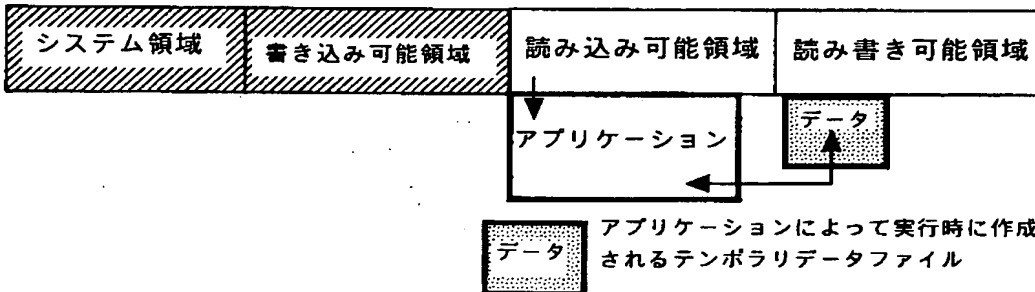 システム領域
書き込み可能領域
読み込み可能領域
読み書き可能領域
アプリケーション
データ
データ
アプリケーションによって実行時に作成
されるテンポラリデータファイル